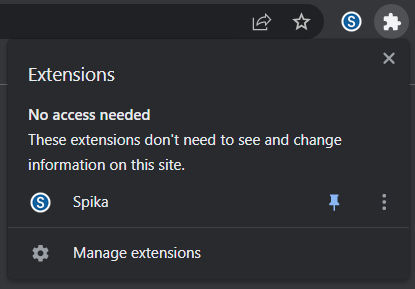 S
Extensions
No access needed
These extensions don't need to see and change
information on this site.
S Spika
Manage extensions